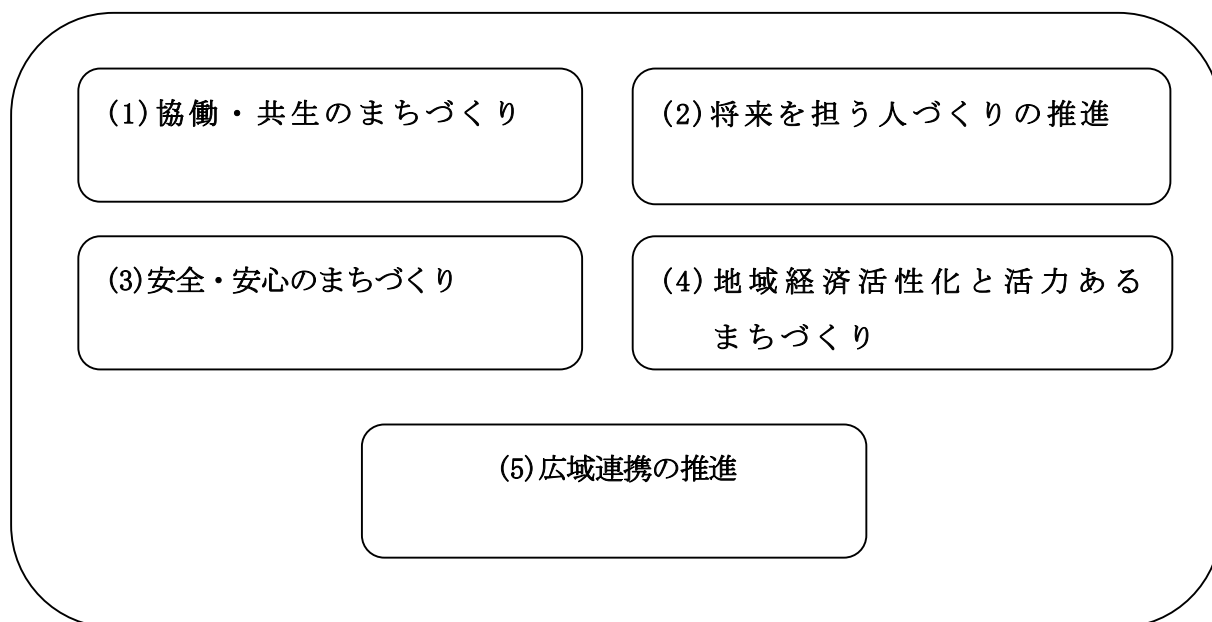 (1)協働・共生のまちづくり
(2)将来を担う人づくりの推進
(3)安全・安心のまちづくり
(4)地域経済活性化と活力ある
まちづくり
(5)広域連携の推進